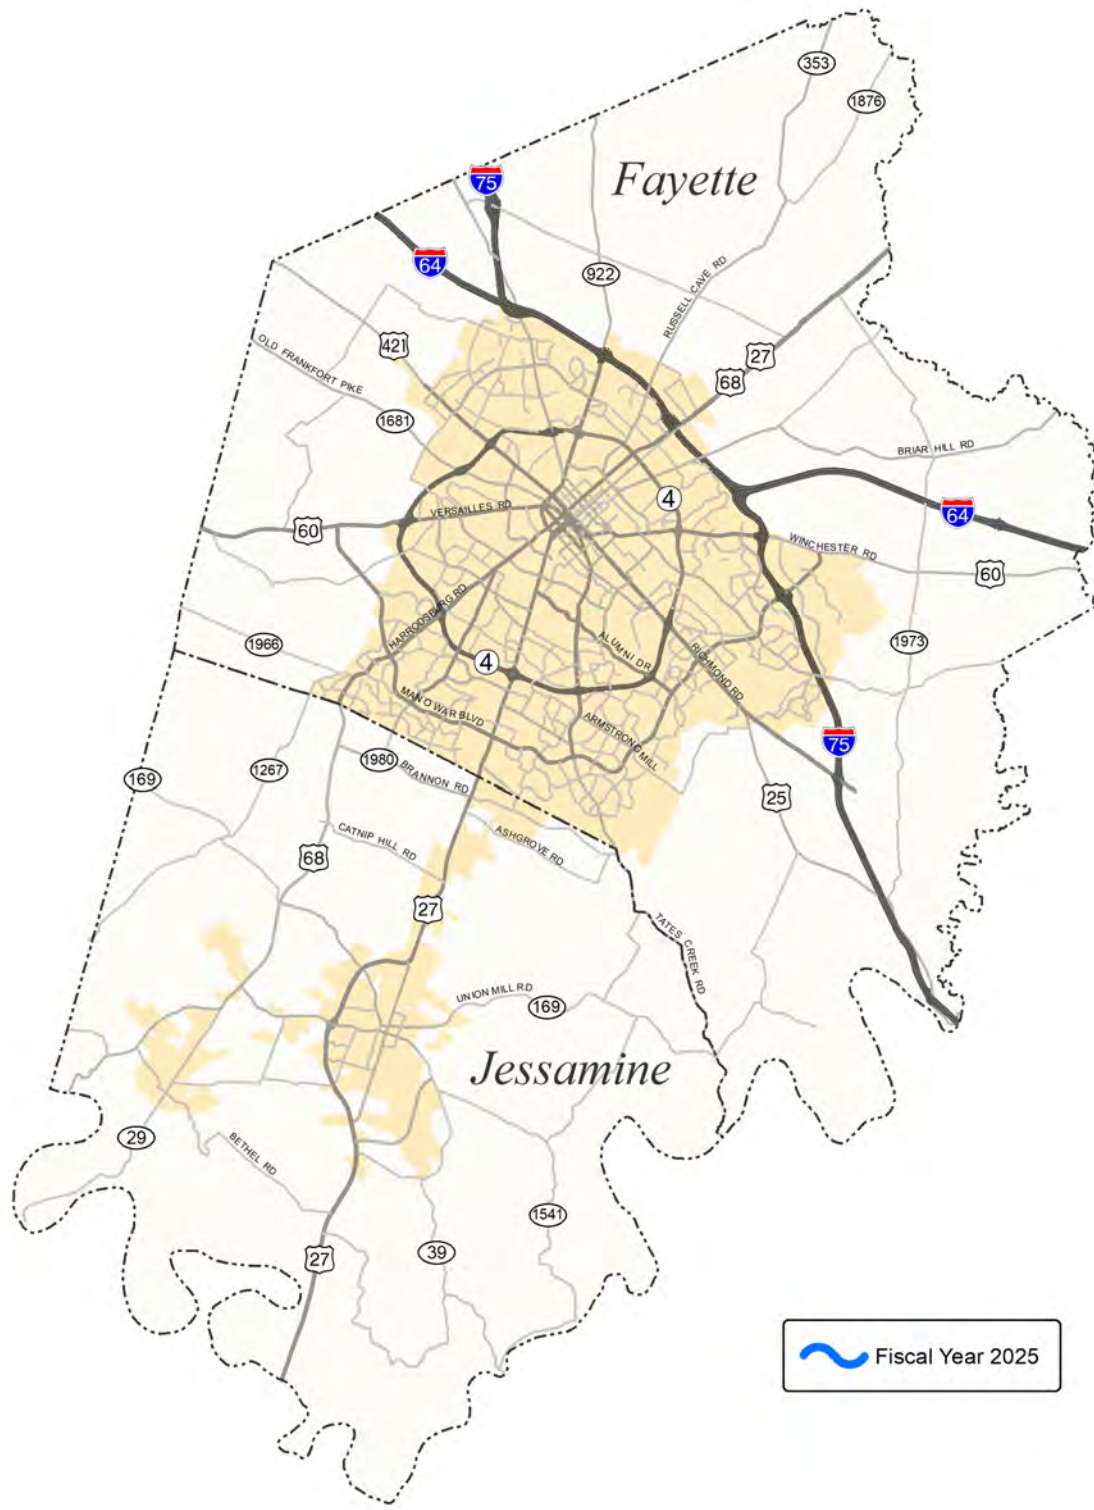 353
1876
75
Fayette
64
922
RUSSELL CAVE RD
421
27
OLD FRANKFORT PIKE
68
1681
BRIAR HILL RD
4
VERSAILLES RD
64
60
WINCHESTER RD
60
HARRODSBURG RD
1966
ALUMNI DR
1973
4
RICHMOND RD
MAN O WAR BLVD
ARMSTRONG MILL
75
1980
1267
169
BRANNON RD
25
CATNIP HILL RD
ASHGROVE RD
68
27
TATES CREEK RD
UNION MILL RD
169
Jessamine
29
BETHEL RD
1541
39
27
Fiscal Year 2025